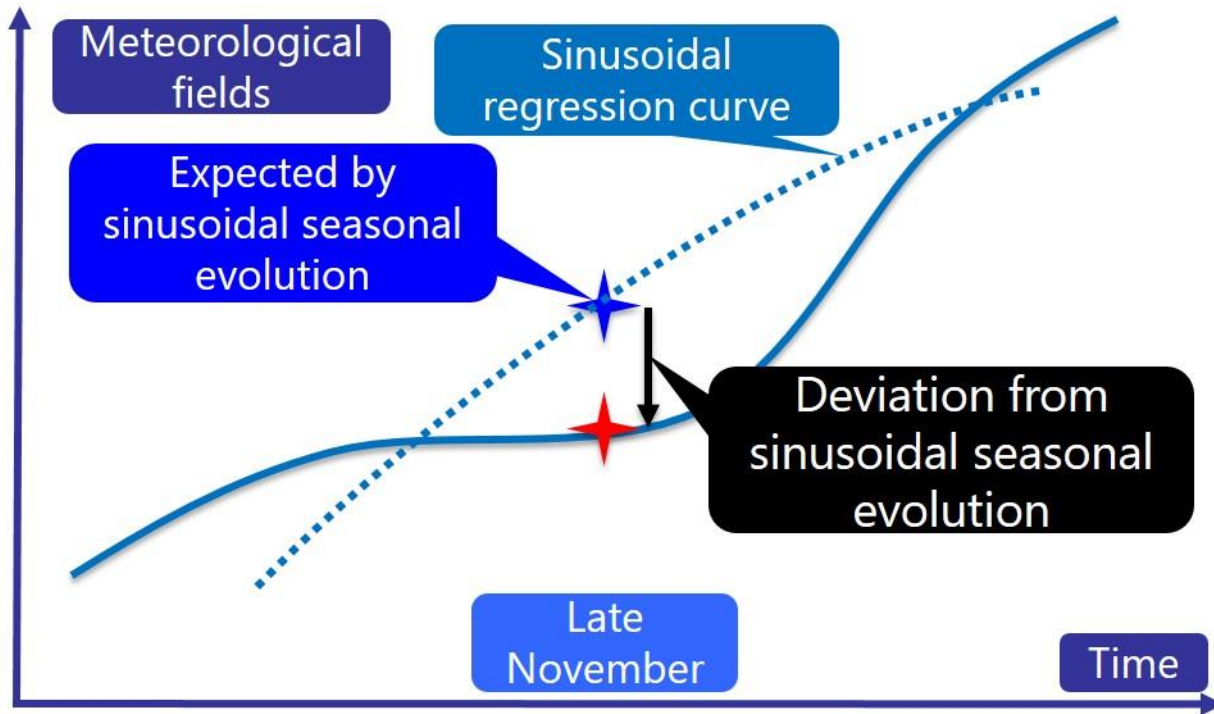 Meteorological
fields
Sinusoidal
regression curve
Expected by
sinusoidal seasonal
evolution
Deviation from
sinusoidal seasonal
evolution
Late
November
Time